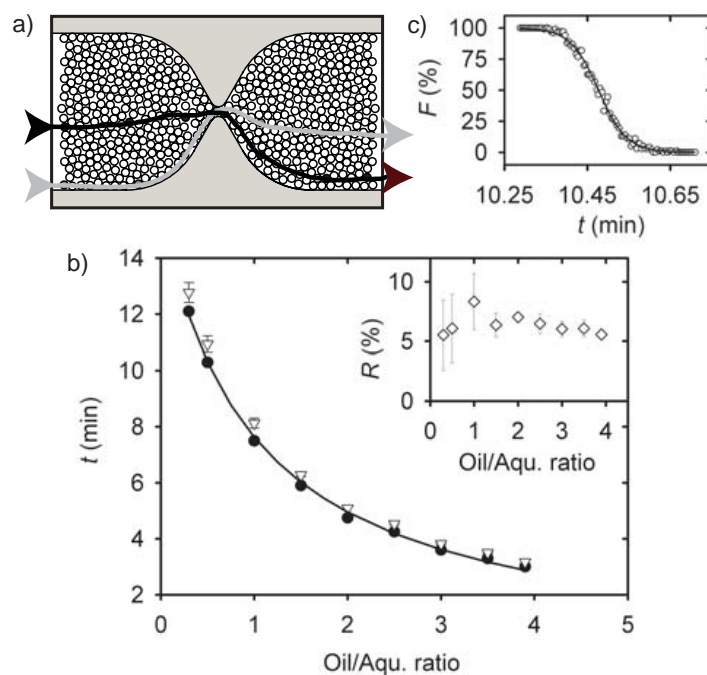 a)
c)
100
75
50
25
0
F (%)
10.25 10.45 10.65
t (min)
b)
14
12
10
8
6
4
2
t (min)
0 1 2 3 4 5
Oil/Aqu. ratio
10
5
0
R (%)
0 1 2 3 4
Oil/Aqu. ratio